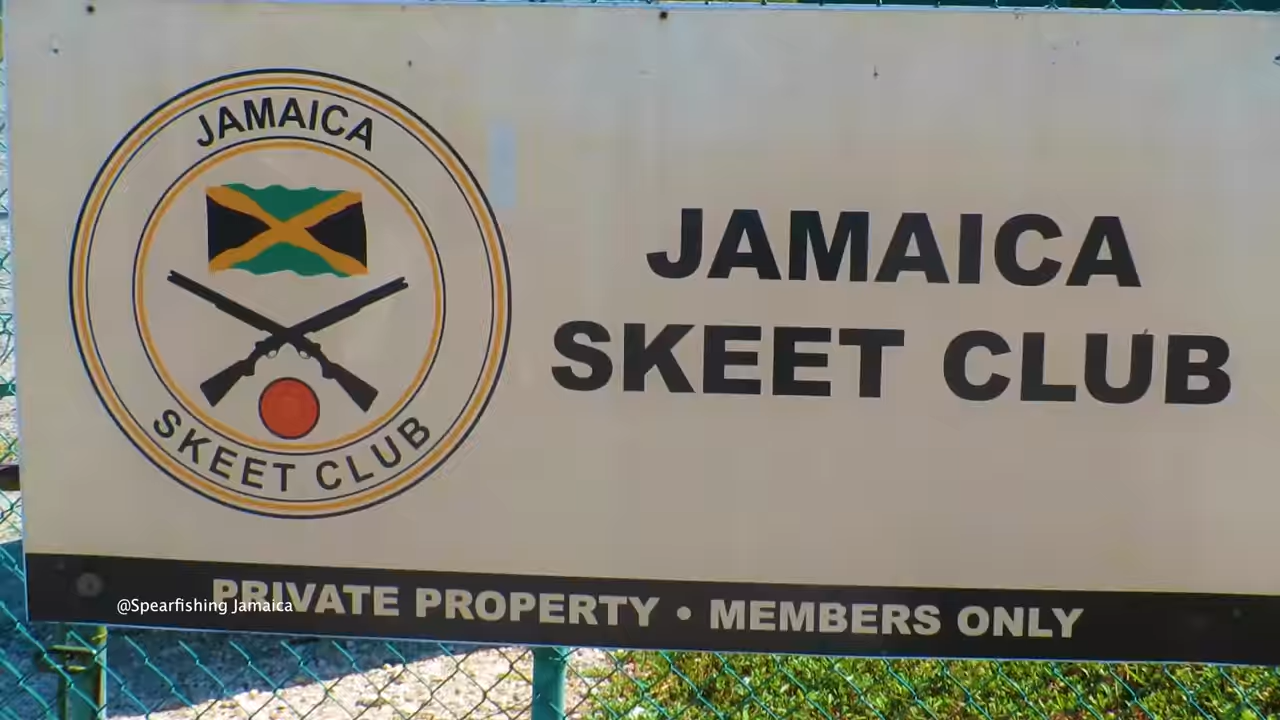 JAMAICA
SKEET CLUB
JAMAICA
SKEET CLUB
PRIVATE PROPERTY • MEMBERS ONLY
@Spearfishing Jamaica